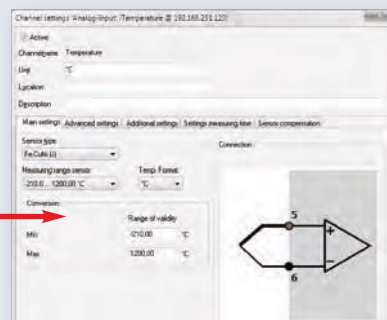 Channel settings 'Analog-Input' (Temperature @ 192.168.251.123)
Active
Channelname Temperature
Unit °C
Location
Description
Main settings Advanced settings Additional settings Settings measuring time Sensor compensation
Sensor type
Fe-CuNi (J)
Measuring range sensor Temp. Format
-210.0 ... 1200,00 °C °C
Connection
Conversion
Range of validity
Min -210,00 °C
Max 1200,00 °C
5
+
-
6